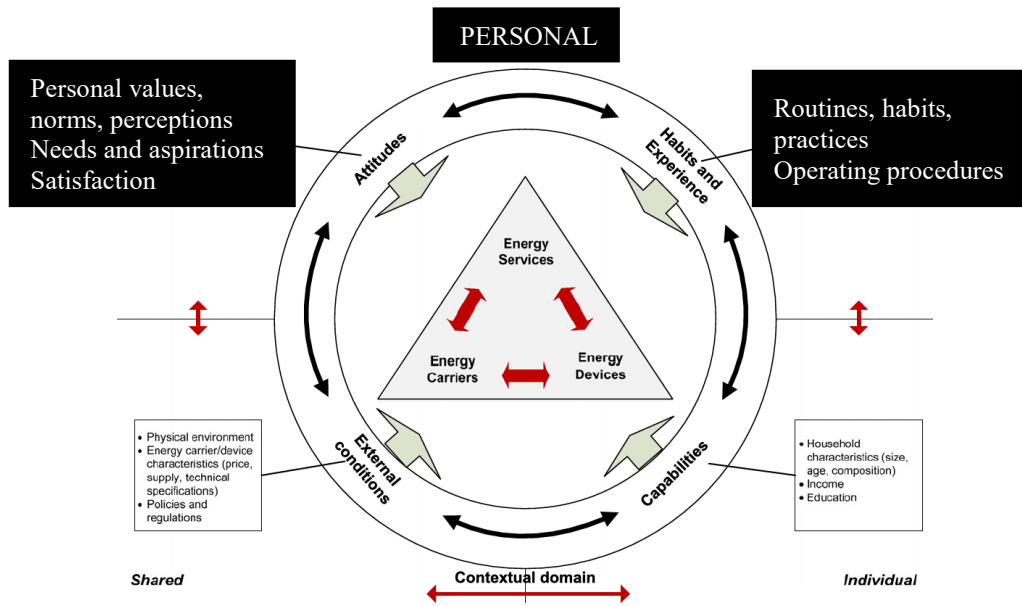 PERSONAL
Personal values,
norms, perceptions
Needs and aspirations
Satisfaction
Routines, habits,
practices
Operating procedures
Attitudes
Habits and
Experience
Energy
Services
Energy
Carriers
Energy
Devices
External
conditions
Capabilities
• Physical environment
• Energy carrier/device
characteristics (price,
supply, technical
specifications)
• Policies and
regulations
• Household
characteristics (size,
age, composition)
• Income
• Education
Shared
Contextual domain
Individual